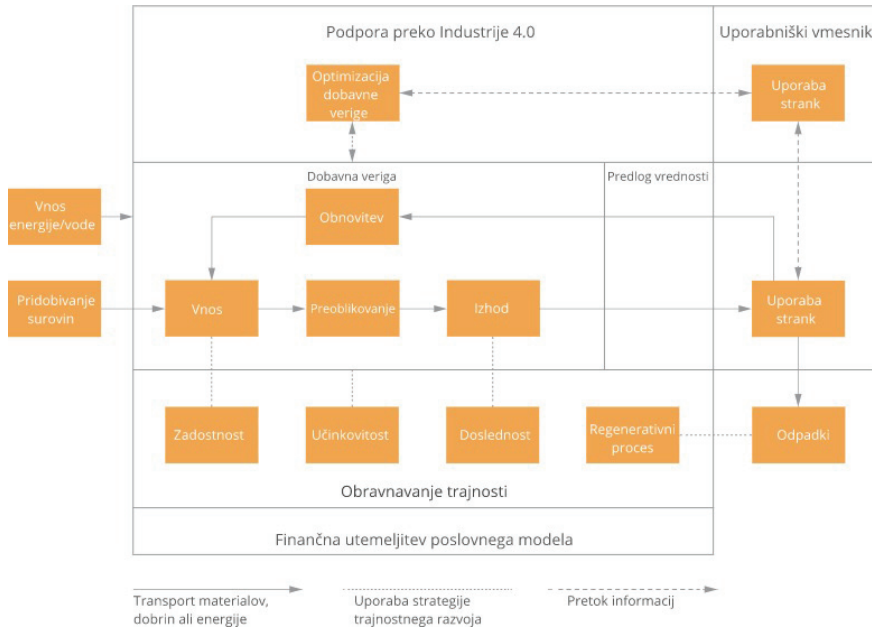 Podpora preko Industrije 4.0
Uporabniški vmesnik
Optimizacija
dobavne
verige
Uporaba
strank
Dobavna veriga
Predlog vrednosti
Vnos
energije/vode
Obnovitev
Pridobivanje
surovin
Vnos
Preoblikovanje
Izhod
Uporaba
strank
Zadostnost
Učinkovitost
Doslednost
Regenerativni
proces
Odpadki
Obravnavanje trajnosti
Finančna utemeljitev poslovnega modela
Transport materialov,
dobrin ali energije
Uporaba strategije
trajnostnega razvoja
Pretok informacij